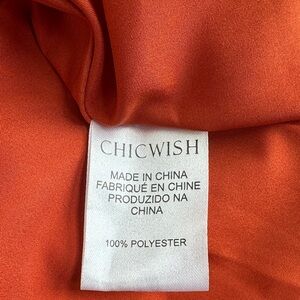 CHICWISH
MADE IN CHINA
FABRIQUÉ EN CHINE
PRODUZIDO NA
CHINA
100% POLYESTER